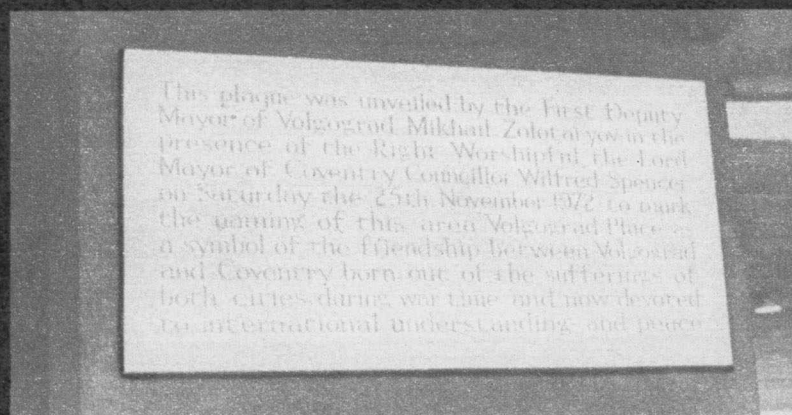 This plaque was unveiled by the First Deputy
Mayor of Volgograd Mikhail Zolotaryov in the
presence of the Right Worshipful the Lord
Mayor of Coventry Councillor Wilfred Spencer
on Saturday the 25th November 1972 to mark
the naming of this area Volgograd Place as
a symbol of the friendship between Volgograd
and Coventry born out of the sufferings of
both cities during war time and now devoted
to international understanding and peace